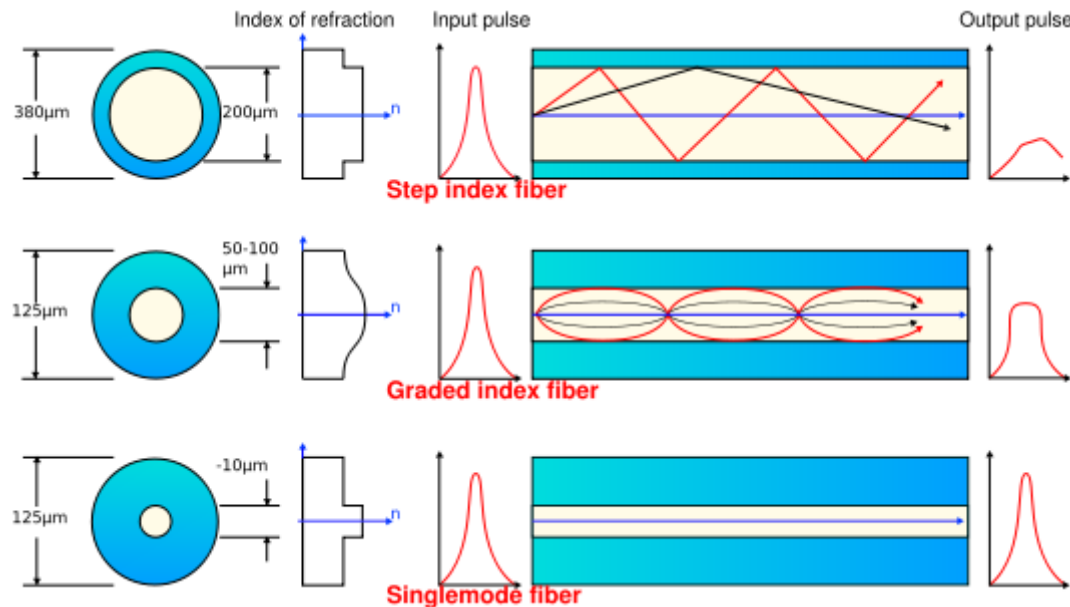 Index of refraction
Input pulse
Output pulse
380µm
200µm
n
Step index fiber
50-100
µm
125µm
n
Graded index fiber
-10µm
125µm
n
Singlemode fiber